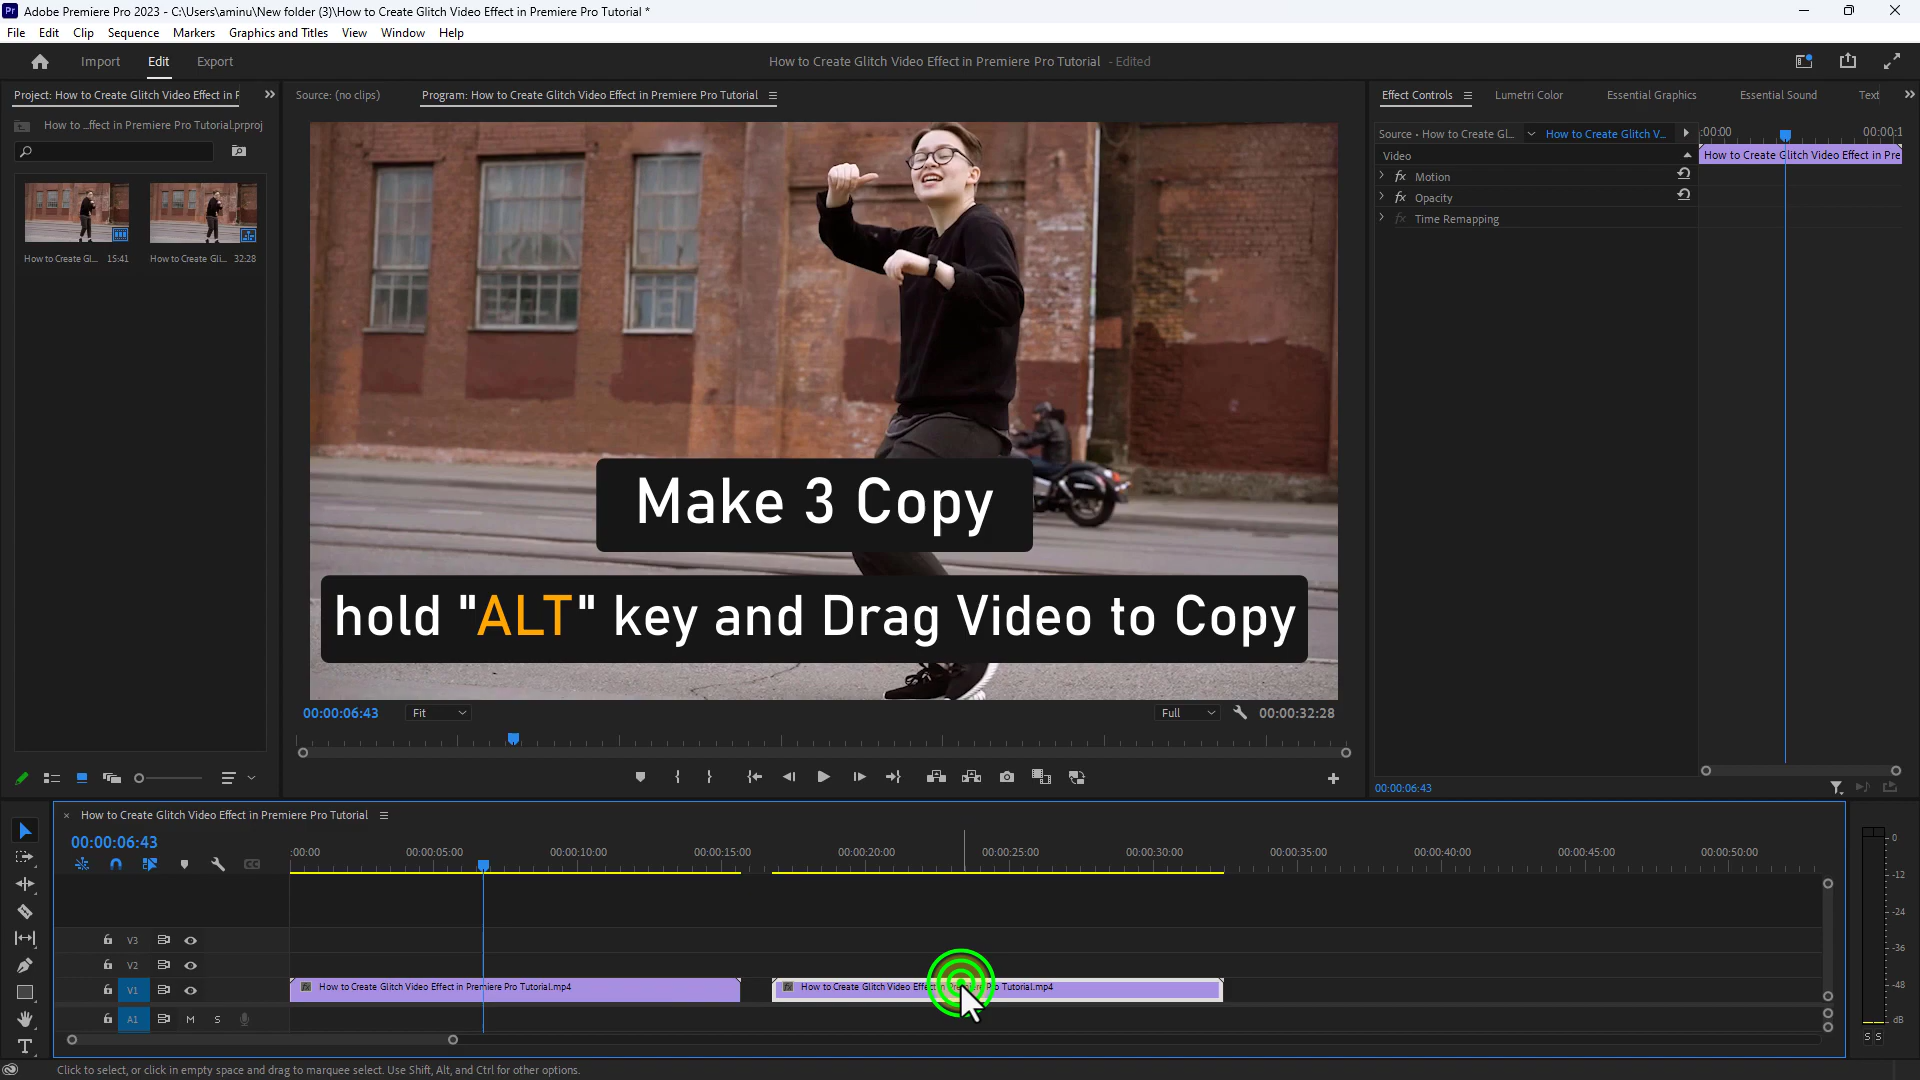 Pr Adobe Premiere Pro 2023 - C:\Users\aminu\New folder (3)\How to Create Glitch Video Effect in Premiere Pro Tutorial *
File Edit Clip Sequence Markers Graphics and Titles View Window Help
Import Edit Export How to Create Glitch Video Effect in Premiere Pro Tutorial - Edited
Project: How to Create Glitch Video Effect in F
How to ...ffect in Premiere Pro Tutorial.prproj
How to Create Gl... 15:41 How to Create Gli... 32:28
Source: (no clips) Program: How to Create Glitch Video Effect in Premiere Pro Tutorial
Make 3 Copy
hold "ALT" key and Drag Video to Copy
00:00:06:43 Fit Full 00:00:32:28
Effect Controls Lumetri Color Essential Graphics Essential Sound Text
Source • How to Create Gl... How to Create Glitch V... :00:00 00:00:1
Video How to Create Glitch Video Effect in Pre
fx Motion
fx Opacity
fx Time Remapping
00:00:06:43
× How to Create Glitch Video Effect in Premiere Pro Tutorial
00:00:06:43
:00:00 00:00:05:00 00:00:10:00 00:00:15:00 00:00:20:00 00:00:25:00 00:00:30:00 00:00:35:00 00:00:40:00 00:00:45:00 00:00:50:00
V3
V2
V1 fx How to Create Glitch Video Effect in Premiere Pro Tutorial.mp4 fx How to Create Glitch Video Effect in Premiere Pro Tutorial.mp4
A1 M S
0
-12
-24
-36
-48
dB
S S
Click to select, or click in empty space and drag to marquee select. Use Shift, Alt, and Ctrl for other options.